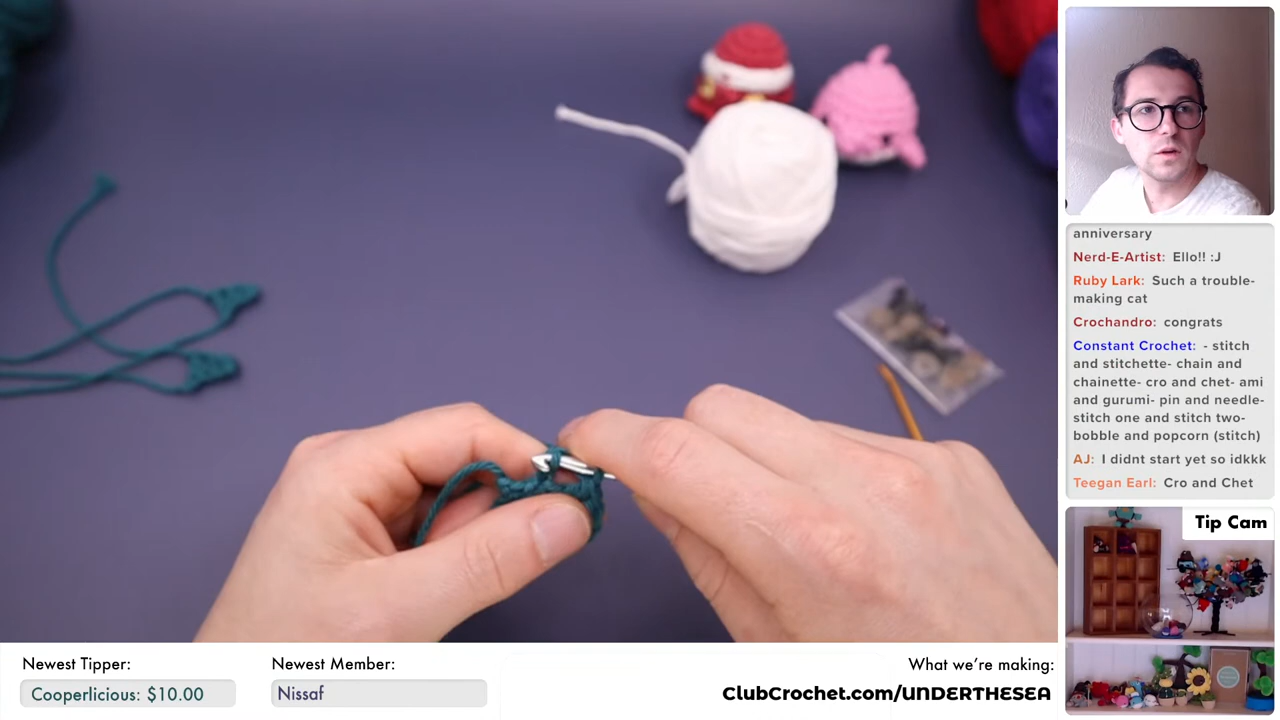 anniversary
Nerd-E-Artist: Ello!! :J
Ruby Lark: Such a trouble-
making cat
Crochandro: congrats
Constant Crochet: - stitch
and stitchette- chain and
chainette- cro and chet- ami
and gurumi- pin and needle-
stitch one and stitch two-
bobble and popcorn (stitch)
AJ: I didnt start yet so idkkk
Teegan Earl: Cro and Chet
Tip Cam
Newest Tipper:
Cooperlicious: $10.00
Newest Member:
Nissaf
What we're making:
ClubCrochet.com/UNDERTHESEA